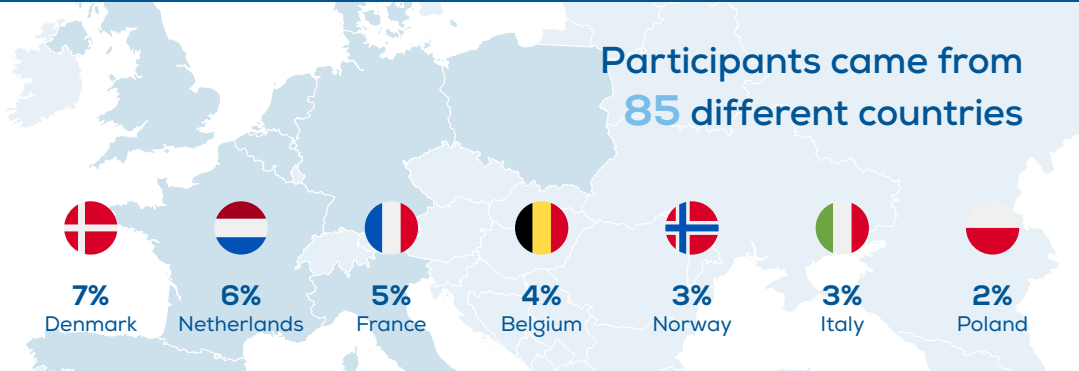 Participants came from
85 different countries
7%
Denmark
6%
Netherlands
5%
France
4%
Belgium
3%
Norway
3%
Italy
2%
Poland